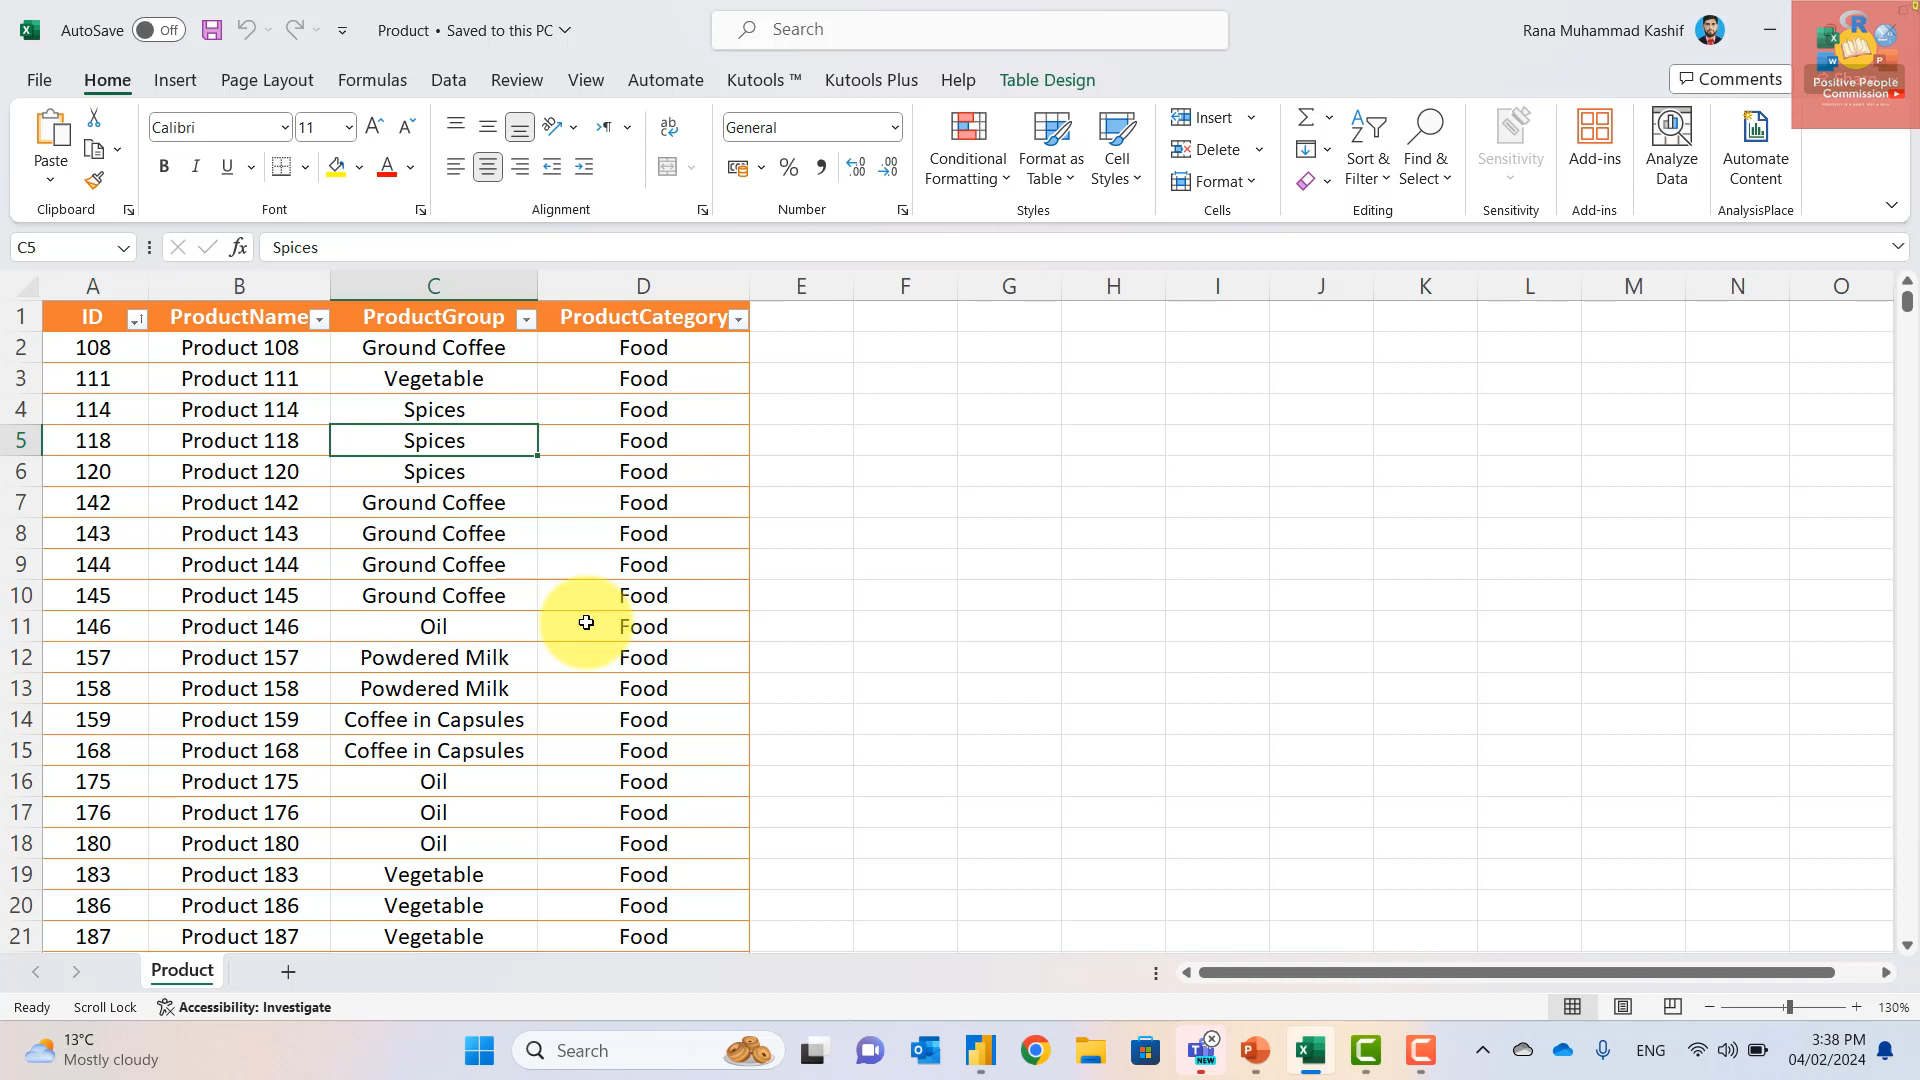 AutoSave Off Product • Saved to this PC Search Rana Muhammad Kashif
File Home Insert Page Layout Formulas Data Review View Automate Kutools ™ Kutools Plus Help Table Design Comments
Positive People
Commission
Paste
Calibri 11
B I U
General
Conditional
Formatting
Format as
Table
Cell
Styles
Insert
Delete
Format
Sort &
Filter
Find &
Select
Sensitivity
Add-ins
Analyze
Data
Automate
Content
Clipboard Font Alignment Number Styles Cells Editing Sensitivity Add-ins AnalysisPlace
C5 fx Spices
A B C D E F G H I J K L M N O
1 ID ProductName ProductGroup ProductCategory
2 108 Product 108 Ground Coffee Food
3 111 Product 111 Vegetable Food
4 114 Product 114 Spices Food
5 118 Product 118 Spices Food
6 120 Product 120 Spices Food
7 142 Product 142 Ground Coffee Food
8 143 Product 143 Ground Coffee Food
9 144 Product 144 Ground Coffee Food
10 145 Product 145 Ground Coffee Food
11 146 Product 146 Oil Food
12 157 Product 157 Powdered Milk Food
13 158 Product 158 Powdered Milk Food
14 159 Product 159 Coffee in Capsules Food
15 168 Product 168 Coffee in Capsules Food
16 175 Product 175 Oil Food
17 176 Product 176 Oil Food
18 180 Product 180 Oil Food
19 183 Product 183 Vegetable Food
20 186 Product 186 Vegetable Food
21 187 Product 187 Vegetable Food
Product
Ready Scroll Lock Accessibility: Investigate 130%
13°C
Mostly cloudy
Search
ENG
3:38 PM
04/02/2024